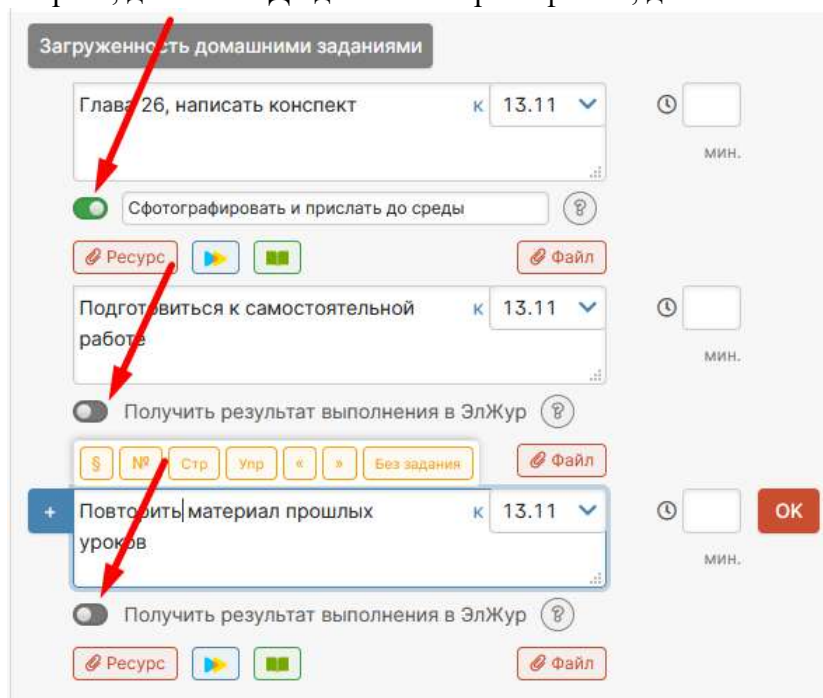 Загруженность домашними заданиями
Глава 26, написать конспект к 13.11
мин.
Сфотографировать и прислать до среды ?
Ресурс Файл
Подготовиться к самостоятельной к 13.11
работе
мин.
Получить результат выполнения в ЭлЖур ?
§ № Стр Упр « » Без задания Файл
+ Повторить материал прошлых к 13.11 OK
уроков
мин.
Получить результат выполнения в ЭлЖур ?
Ресурс Файл